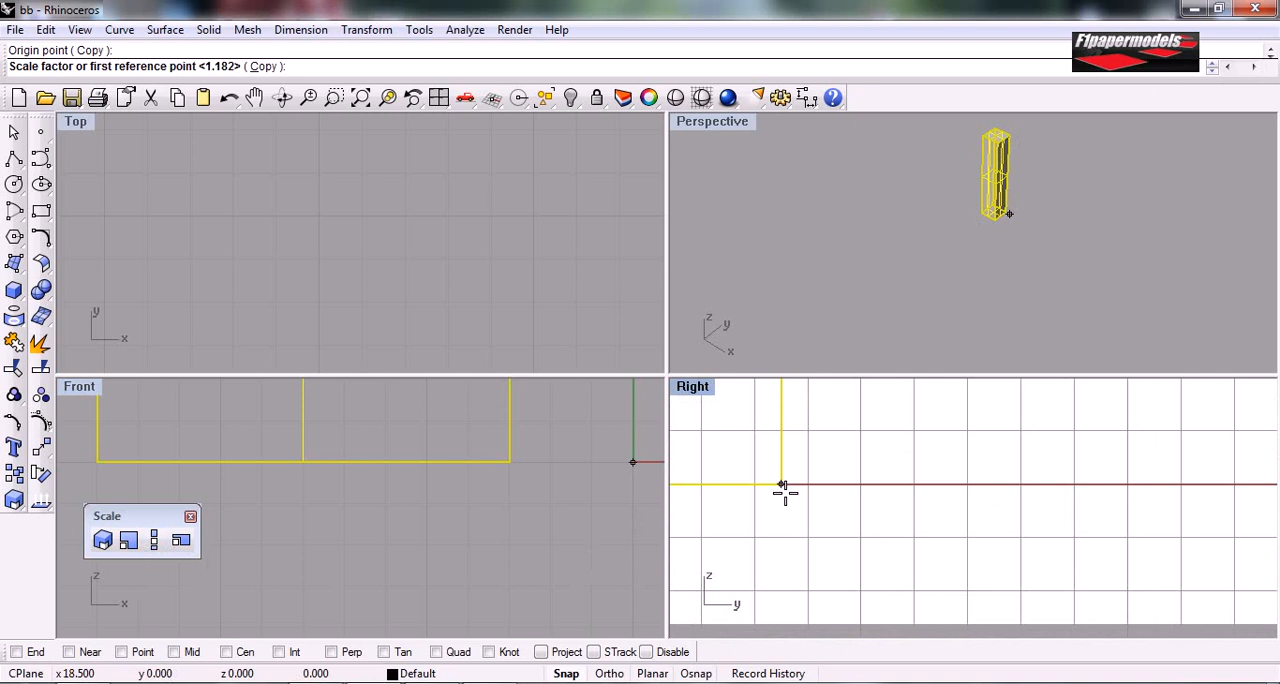 bb - Rhinoceros
File Edit View Curve Surface Solid Mesh Dimension Transform Tools Analyze Render Help
Origin point ( Copy ):
Scale factor or first reference point <1.182> ( Copy ):
F1papermodels
Top
Perspective
y
x
z
y
x
Front
Right
Scale
z
x
z
y
End Near Point Mid Cen Int Perp Tan Quad Knot Project STrack Disable
CPlane x 18.500 y 0.000 z 0.000 0.000 Default Snap Ortho Planar Osnap Record History